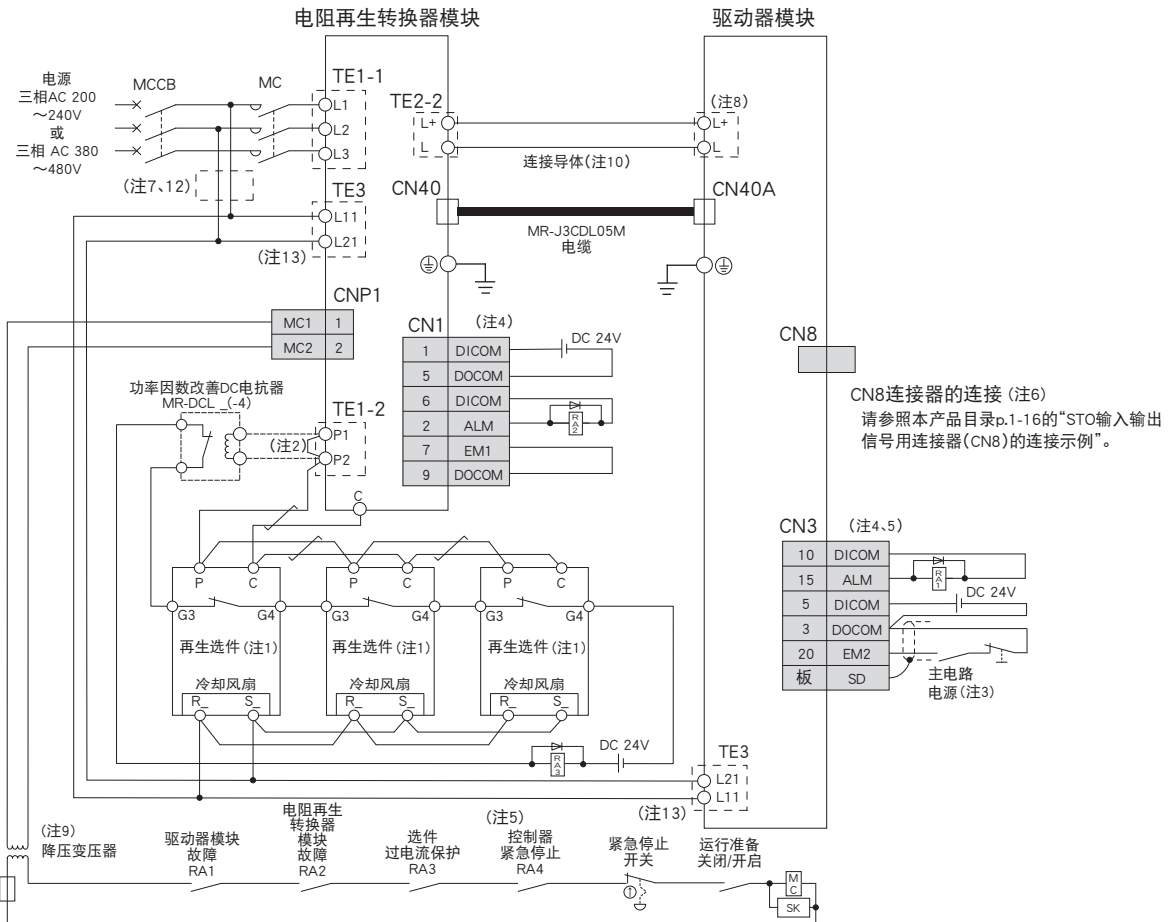 电阻再生转换器模块
驱动器模块
电源
三相AC 200
～240V
或
三相 AC 380
～480V
MCCB
MC
TE1-1
L1
L2
L3
TE2-2
L+
L
(注8)
L+
L
连接导体(注10)
(注7、12)
TE3
L11
L21
(注13)
CN40
CN40A
MR-J3CDL05M
电缆
CNP1
MC1 1
MC2 2
CN1 (注4)
1 DICOM
5 DOCOM
6 DICOM
2 ALM
7 EM1
9 DOCOM
DC 24V
RA2
CN8
CN8连接器的连接 (注6)
请参照本产品目录p.1-16的“STO输入输出
信号用连接器(CN8)的连接示例”。
功率因数改善DC电抗器
MR-DCL_(-4)
TE1-2
(注2)
P1
P2
C
P C P C P C
G3 G4 G3 G4 G3 G4
再生选件(注1) 再生选件(注1) 再生选件(注1)
冷却风扇 冷却风扇 冷却风扇
R_ S_ R_ S_ R_ S_
CN3 (注4、5)
10 DICOM
15 ALM
5 DICOM
3 DOCOM
20 EM2
板 SD
RA1
DC 24V
主电路
电源(注3)
RA3
DC 24V
TE3
L21
L11
(注13)
(注9)
降压变压器
驱动器模块
故障
RA1
电阻再生
转换器
模块
故障
RA2
选件
过电流保护
RA3
(注5)
控制器
紧急停止
RA4
紧急停止
开关
运行准备
关闭/开启
MC
SK